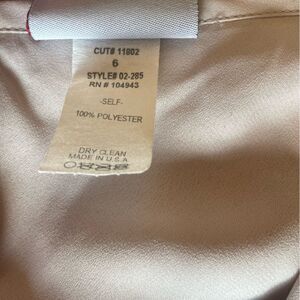 CUT# 11802
6
STYLE# 02-285
RN # 104943
-SELF-
100% POLYESTER
DRY CLEAN
MADE IN U.S.A